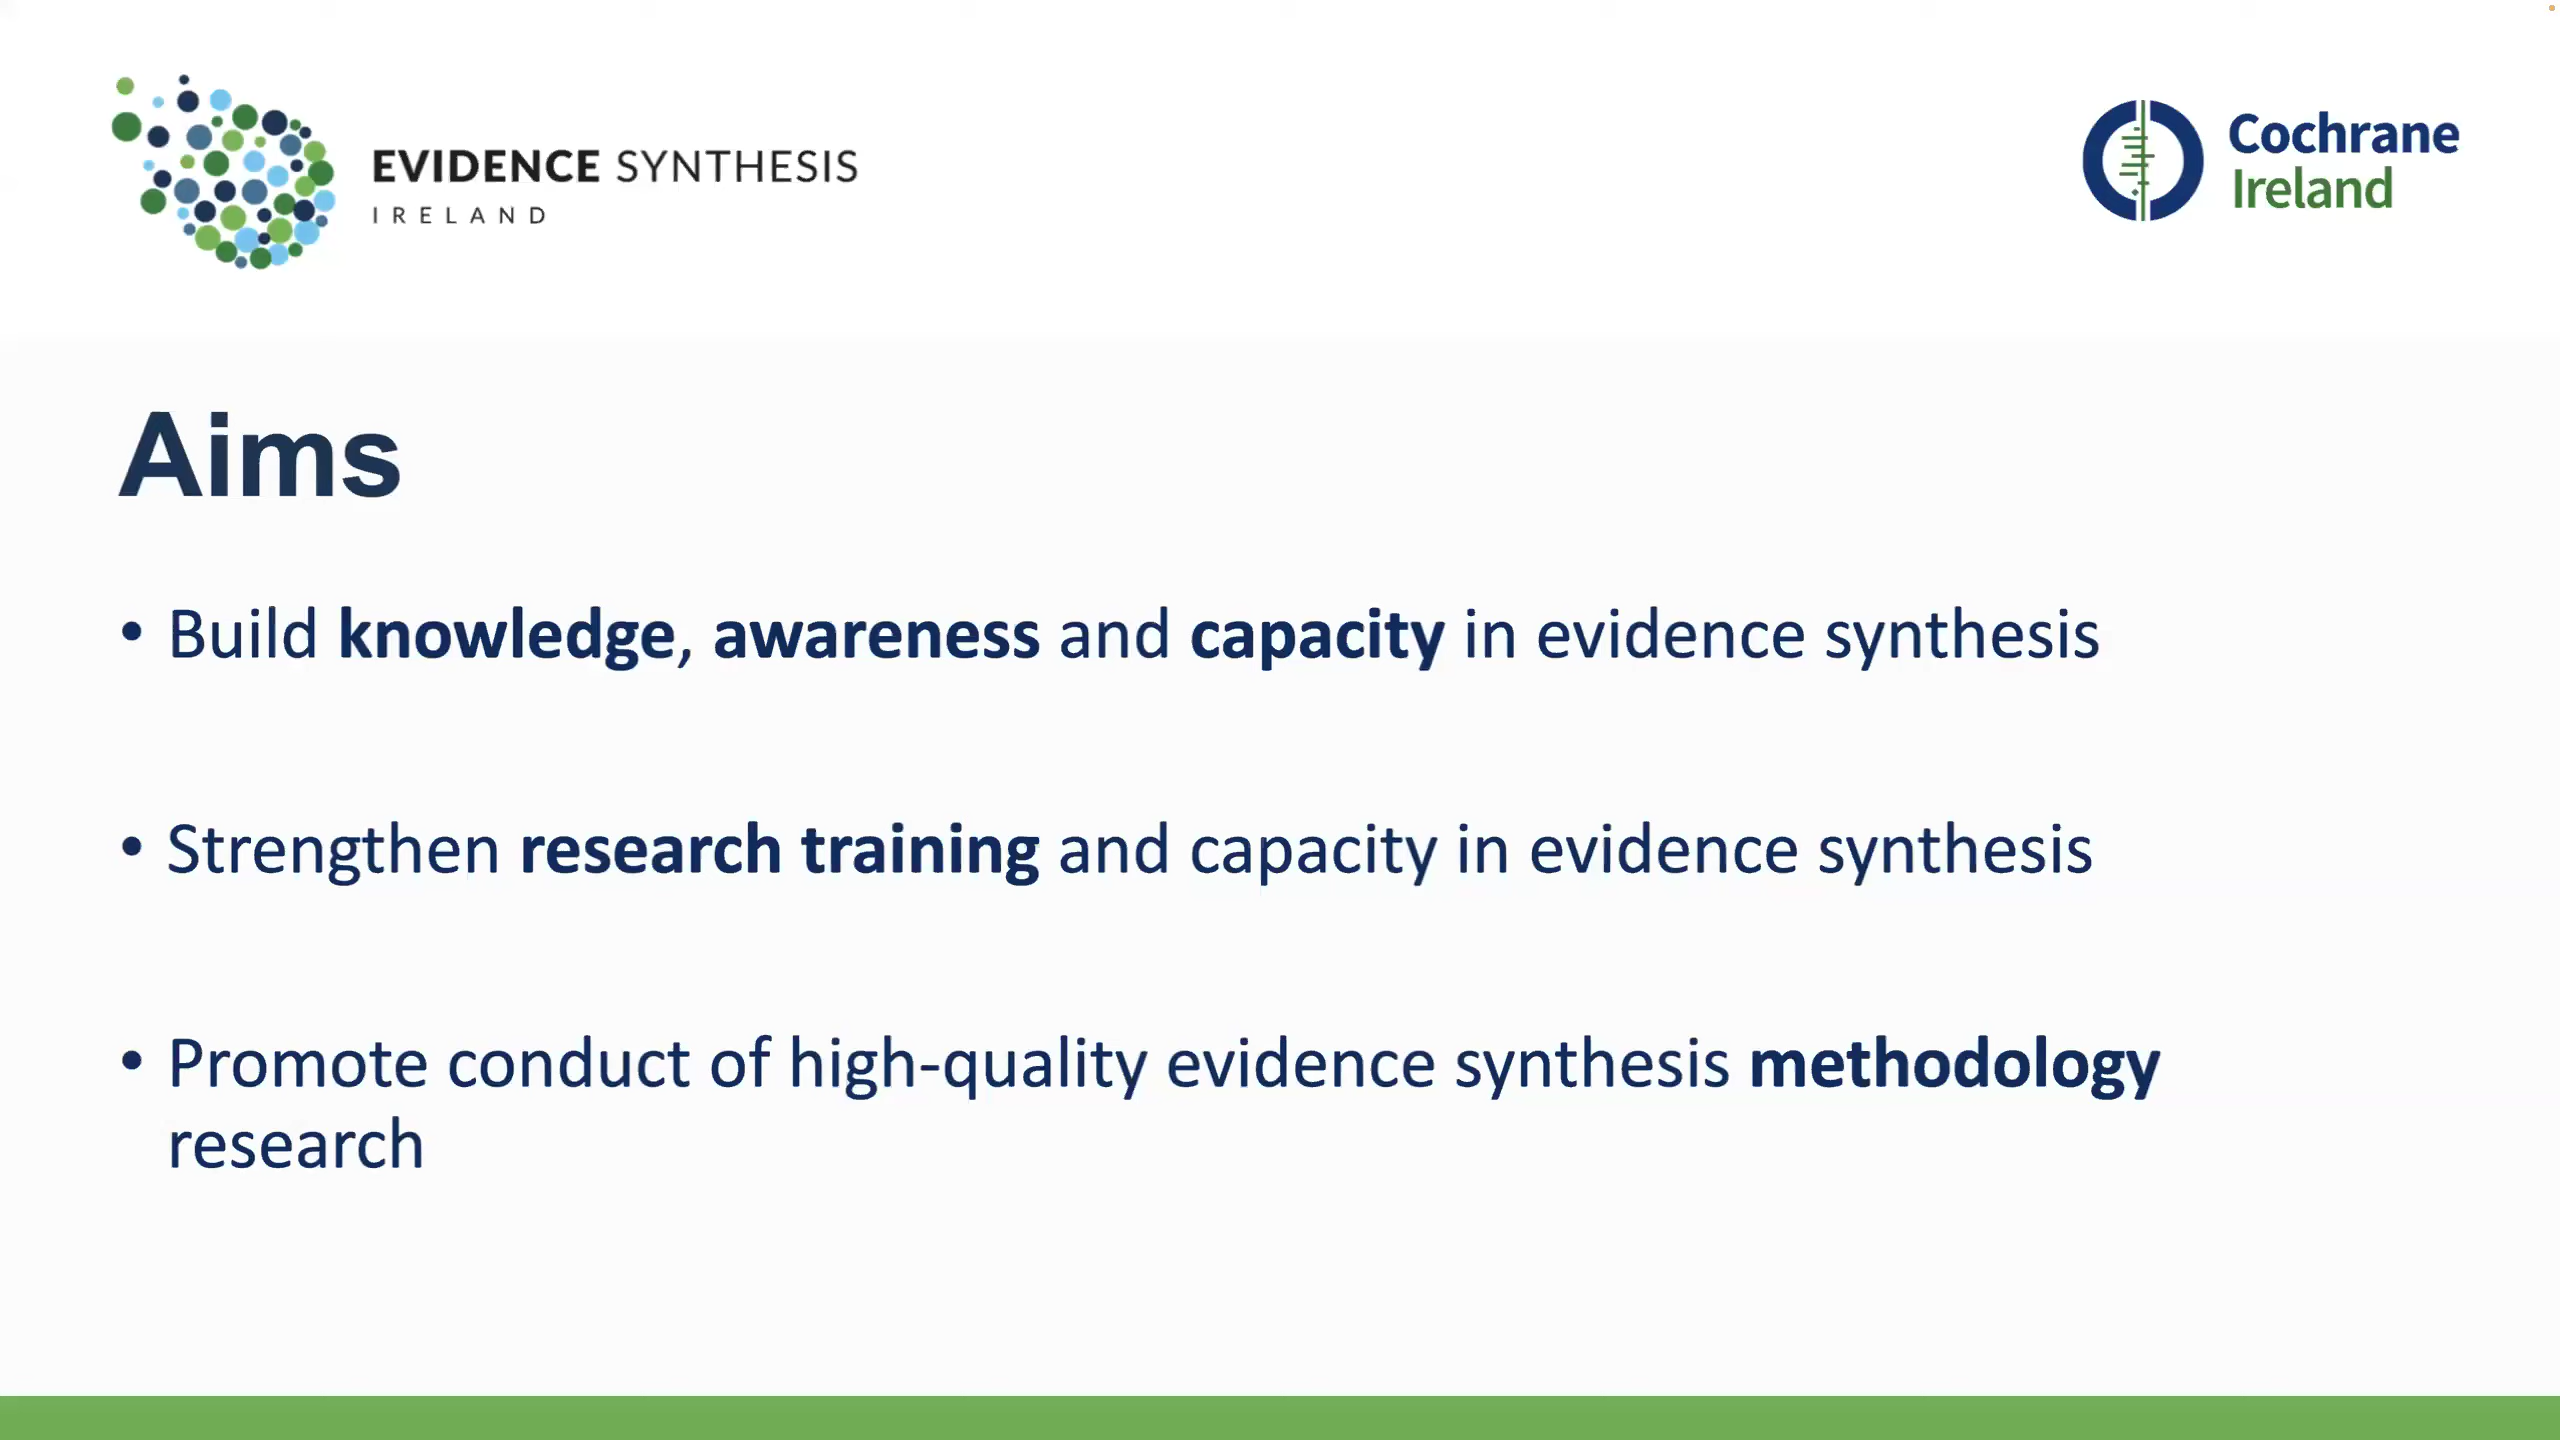 EVIDENCE SYNTHESIS
IRELAND
Cochrane
Ireland
Aims
• Build knowledge, awareness and capacity in evidence synthesis
• Strengthen research training and capacity in evidence synthesis
• Promote conduct of high-quality evidence synthesis methodology
research